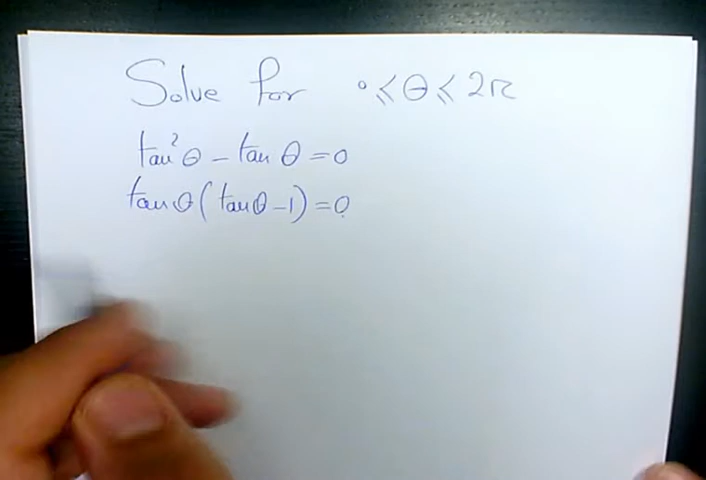 Solve for 0 ≤ θ ≤ 2π
tan²θ - tan θ = 0
tan θ ( tan θ - 1) = 0